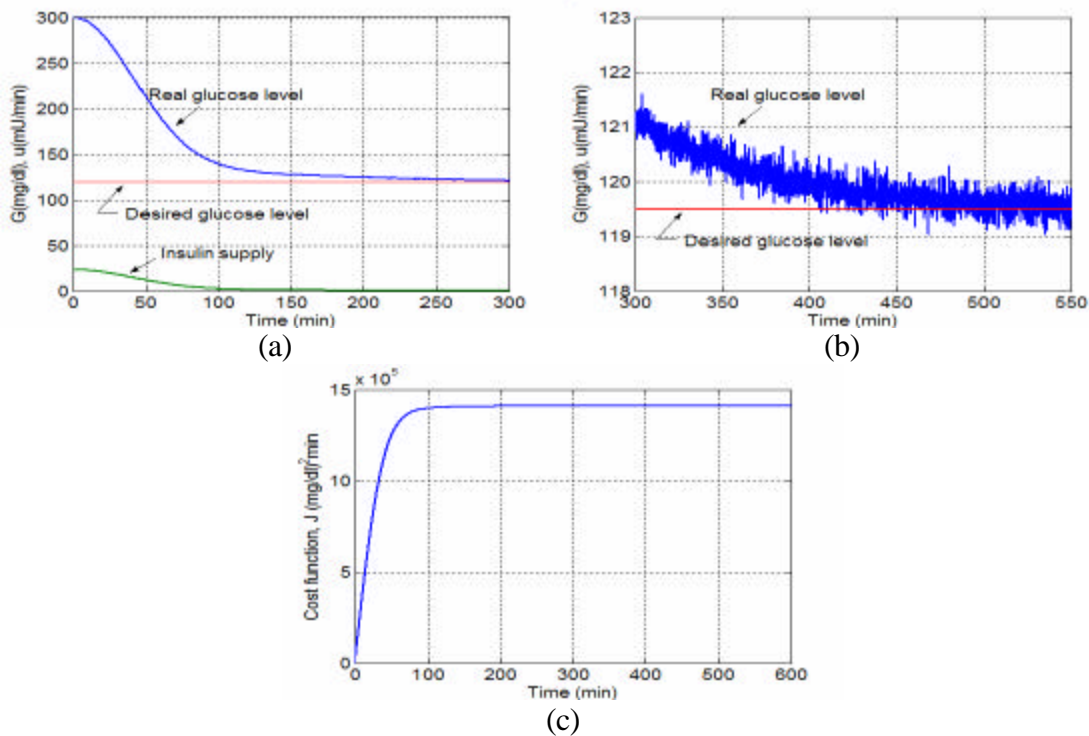 300
250
200
150
100
50
0
G(mg/dl), u(mU/min)
Real glucose level
Desired glucose level
Insulin supply
0 50 100 150 200 250 300
Time (min)
(a)
123
122
121
120
119
118
G(mg/dl), u(mU/min)
Real glucose level
Desired glucose level
300 350 400 450 500 550 650
Time (min)
(b)
x 10^5
15
10
5
0
Cost function, J (mg/dl)^2min
0 100 200 300 400 500 600
Time (min)
(c)